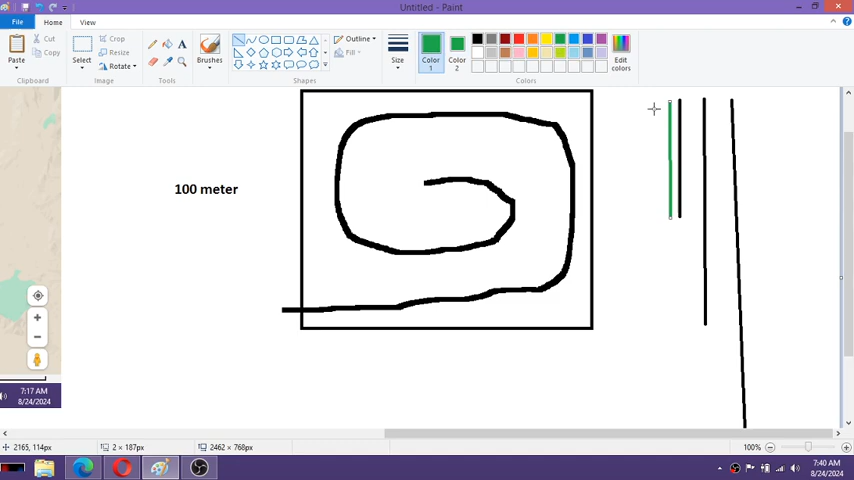 Untitled - Paint
File
Home
View
Paste
Cut
Copy
Clipboard
Select
Crop
Resize
Rotate
Image
A
Tools
Brushes
Outline
Fill
Shapes
Size
Color
1
Color
2
Edit
colors
Colors
100 meter
7:17 AM
8/24/2024
2165, 114px
2 × 187px
2462 × 768px
100%
7:40 AM
8/24/2024